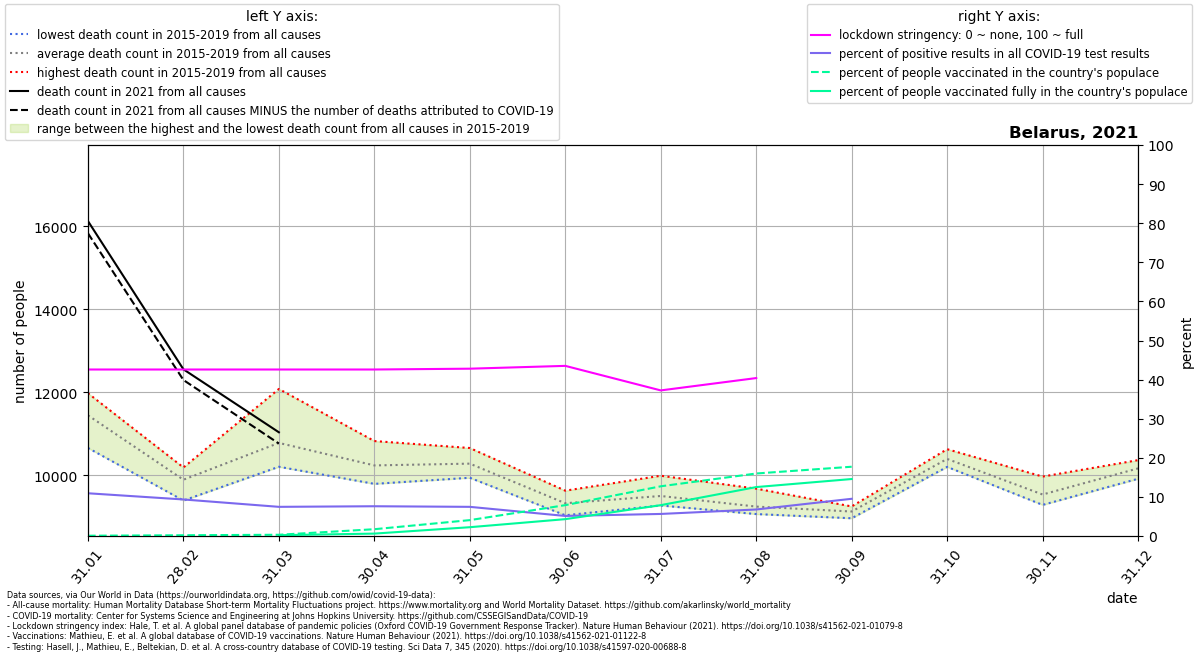 left Y axis:
lowest death count in 2015-2019 from all causes
average death count in 2015-2019 from all causes
highest death count in 2015-2019 from all causes
death count in 2021 from all causes
death count in 2021 from all causes MINUS the number of deaths attributed to COVID-19
range between the highest and the lowest death count from all causes in 2015-2019
right Y axis:
lockdown stringency: 0 ~ none, 100 ~ full
percent of positive results in all COVID-19 test results
percent of people vaccinated in the country's populace
percent of people vaccinated fully in the country's populace
Belarus, 2021
number of people
16000
14000
12000
10000
100
90
80
70
60
50
40
30
20
10
0
percent
31.01
28.02
31.03
30.04
31.05
30.06
31.07
31.08
30.09
31.10
30.11
31.12
date
Data sources, via Our World in Data (https://ourworldindata.org, https://github.com/owid/covid-19-data):
- All-cause mortality: Human Mortality Database Short-term Mortality Fluctuations project. https://www.mortality.org and World Mortality Dataset. https://github.com/akarlinsky/world_mortality
- COVID-19 mortality: Center for Systems Science and Engineering at Johns Hopkins University. https://github.com/CSSEGISandData/COVID-19
- Lockdown stringency index: Hale, T. et al. A global panel database of pandemic policies (Oxford COVID-19 Government Response Tracker). Nature Human Behaviour (2021). https://doi.org/10.1038/s41562-021-01079-8
- Vaccinations: Mathieu, E. et al. A global database of COVID-19 vaccinations. Nature Human Behaviour (2021). https://doi.org/10.1038/s41562-021-01122-8
- Testing: Hasell, J., Mathieu, E., Beltekian, D. et al. A cross-country database of COVID-19 testing. Sci Data 7, 345 (2020). https://doi.org/10.1038/s41597-020-00688-8